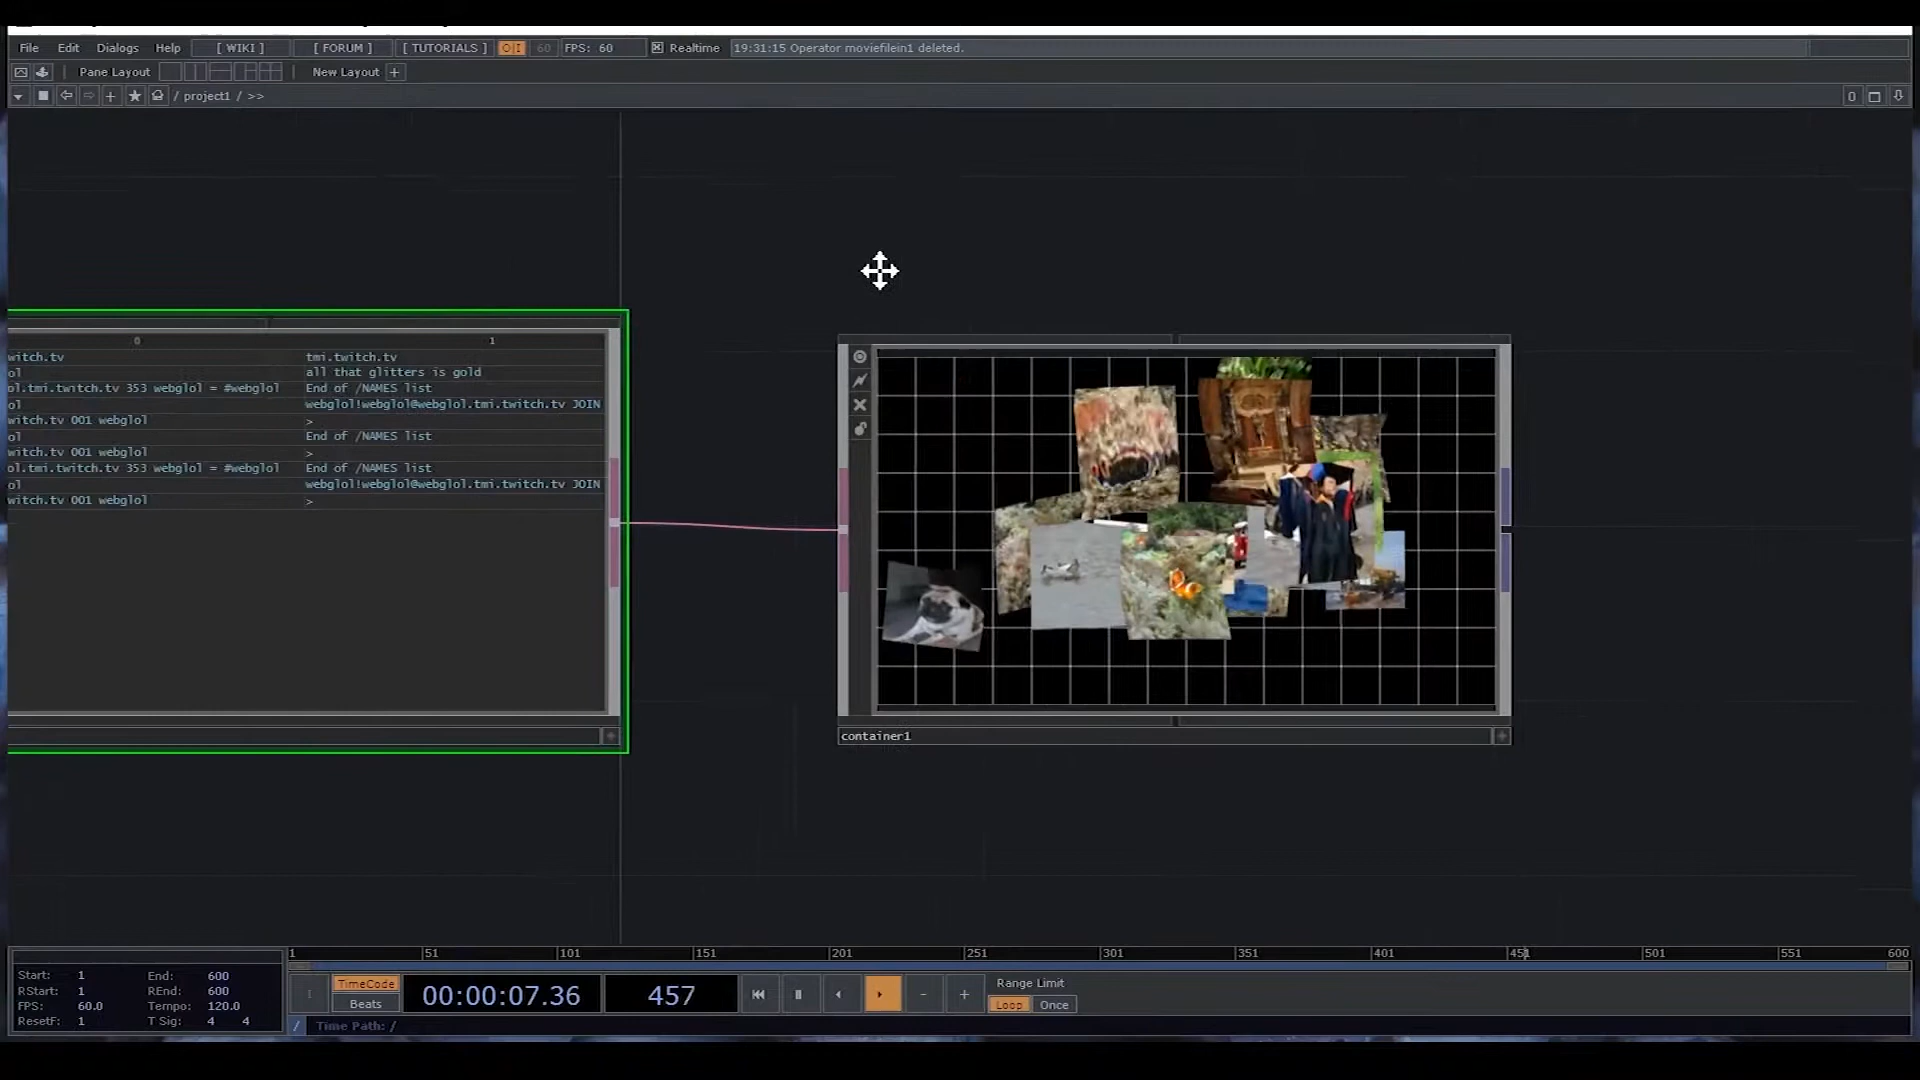 File Edit Dialogs Help [ WIKI ] [ FORUM ] [ TUTORIALS ] O|I 60 FPS: 60 Realtime 19:31:15 Operator moviefilein1 deleted.
Pane Layout New Layout +
/ project1 / >> 0
0 1
witch.tv tmi.twitch.tv
ol all that glitters is gold
ol.tmi.twitch.tv 353 webglol = #webglol End of /NAMES list
ol webglol!webglol@webglol.tmi.twitch.tv JOIN
witch.tv 001 webglol >
ol End of /NAMES list
witch.tv 001 webglol >
ol.tmi.twitch.tv 353 webglol = #webglol End of /NAMES list
ol webglol!webglol@webglol.tmi.twitch.tv JOIN
witch.tv 001 webglol >
container1
1 51 101 151 201 251 301 351 401 451 501 551 600
Start: 1 End: 600
RStart: 1 REnd: 600
FPS: 60.0 Tempo: 120.0
ResetF: 1 T Sig: 4 4
TimeCode
Beats
00:00:07.36 457
Range Limit
Loop Once
/ Time Path: /